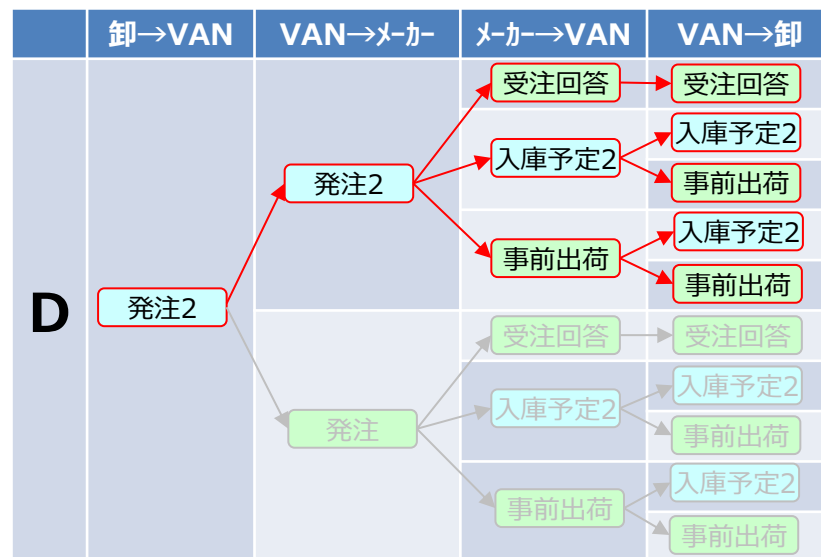 卸→VAN
VAN→ﾒｰｶｰ
ﾒｰｶｰ→VAN
VAN→卸
D
発注2
発注2
受注回答
受注回答
入庫予定2
入庫予定2
事前出荷
事前出荷
入庫予定2
事前出荷
発注
受注回答
受注回答
入庫予定2
入庫予定2
事前出荷
事前出荷
入庫予定2
事前出荷